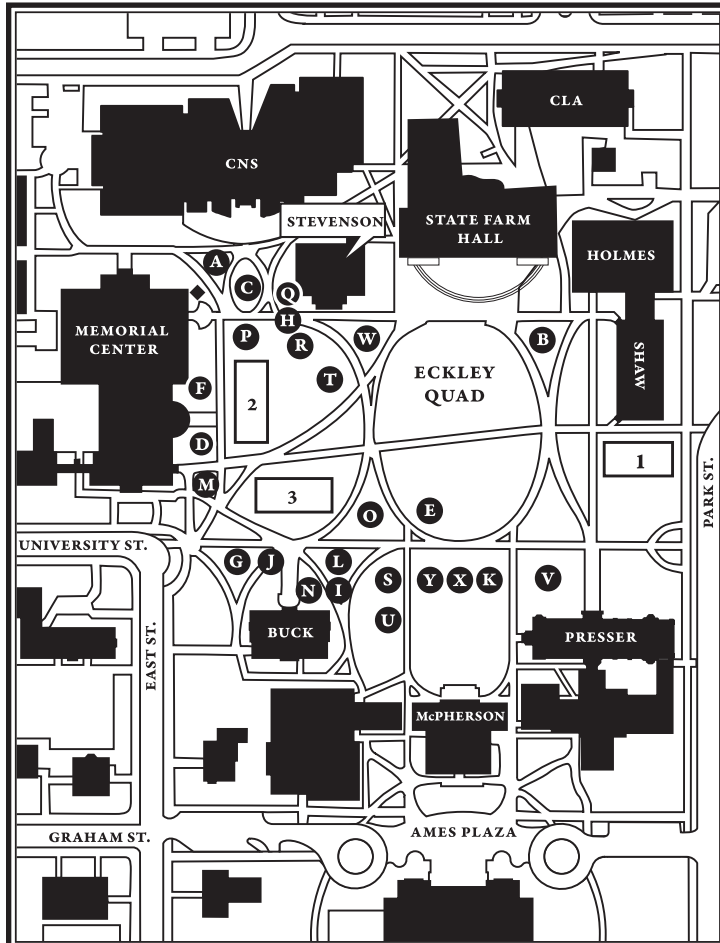 CLA
CNS
STEVENSON
STATE FARM
HALL
HOLMES
A
C
Q
H
MEMORIAL
CENTER
P
R
W
B
SHAW
ECKLEY
QUAD
T
F
2
D
1
M
3
O
E
PARK ST.
UNIVERSITY ST.
G
J
L
N
I
S
Y
X
K
V
U
BUCK
PRESSER
EAST ST.
McPHERSON
GRAHAM ST.
AMES PLAZA